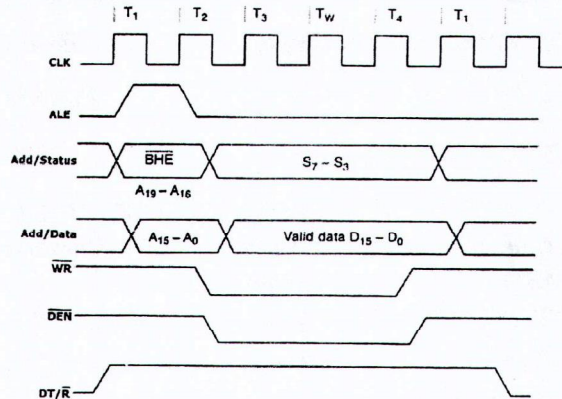 T1 T2 T3 TW T4 T1
CLK
ALE
Add/Status BHE S7 – S3
A19 – A16
Add/Data A15 – A0 Valid data D15 – D0
WR
DEN
DT/R